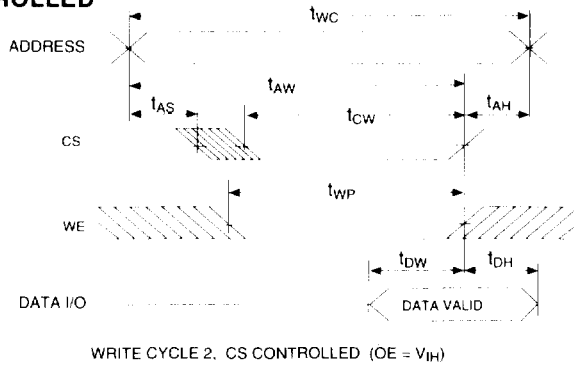 ROLLED
tWC
ADDRESS
tAW
tAS
tCW
tAH
CS
tWP
WE
tDW
tDH
DATA I/O
DATA VALID
WRITE CYCLE 2, CS CONTROLLED (OE = VIH)